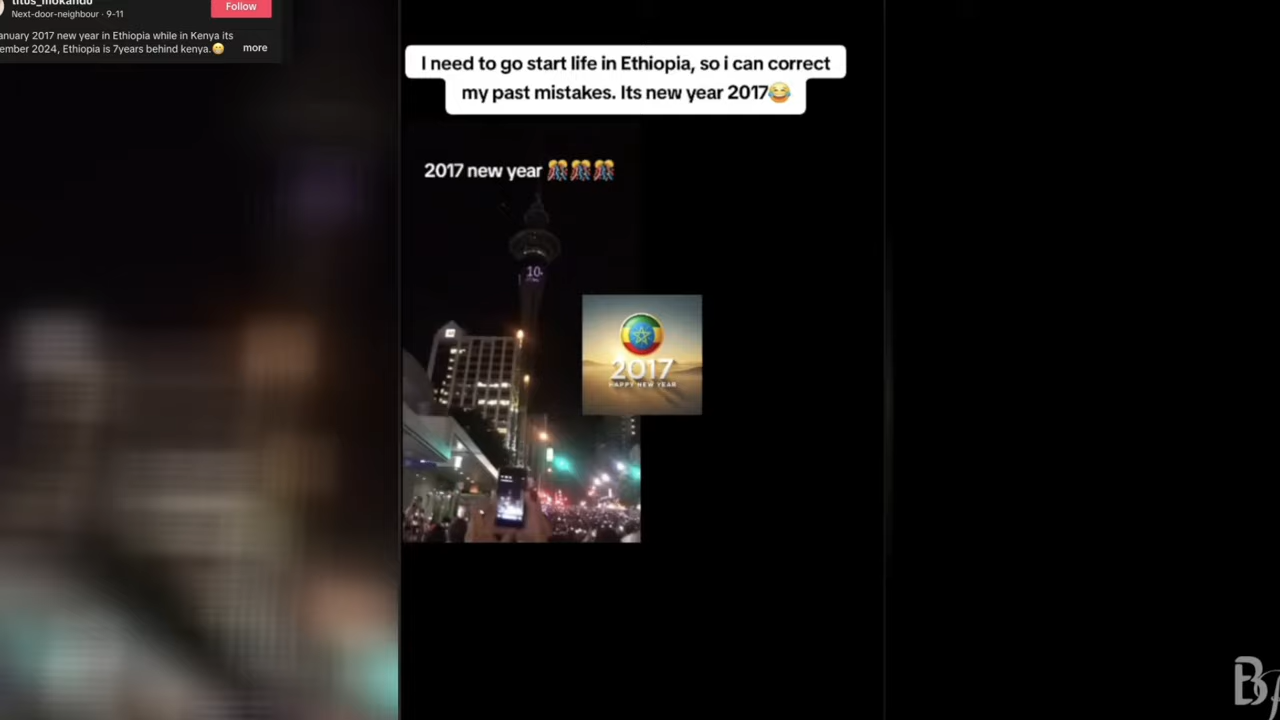 Next-door-neighbour · 9-11
Follow
anuary 2017 new year in Ethiopia while in Kenya its
ember 2024, Ethiopia is 7years behind kenya.😁
more
I need to go start life in Ethiopia, so i can correct
my past mistakes. Its new year 2017😂
2017 new year 🎊🎊🎊
10
2017
HAPPY NEW YEAR
B